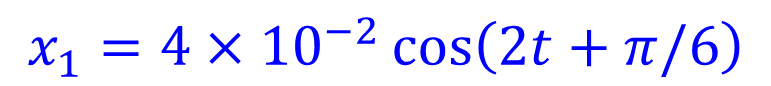 x₁ = 4 × 10⁻² cos(2t + π/6)